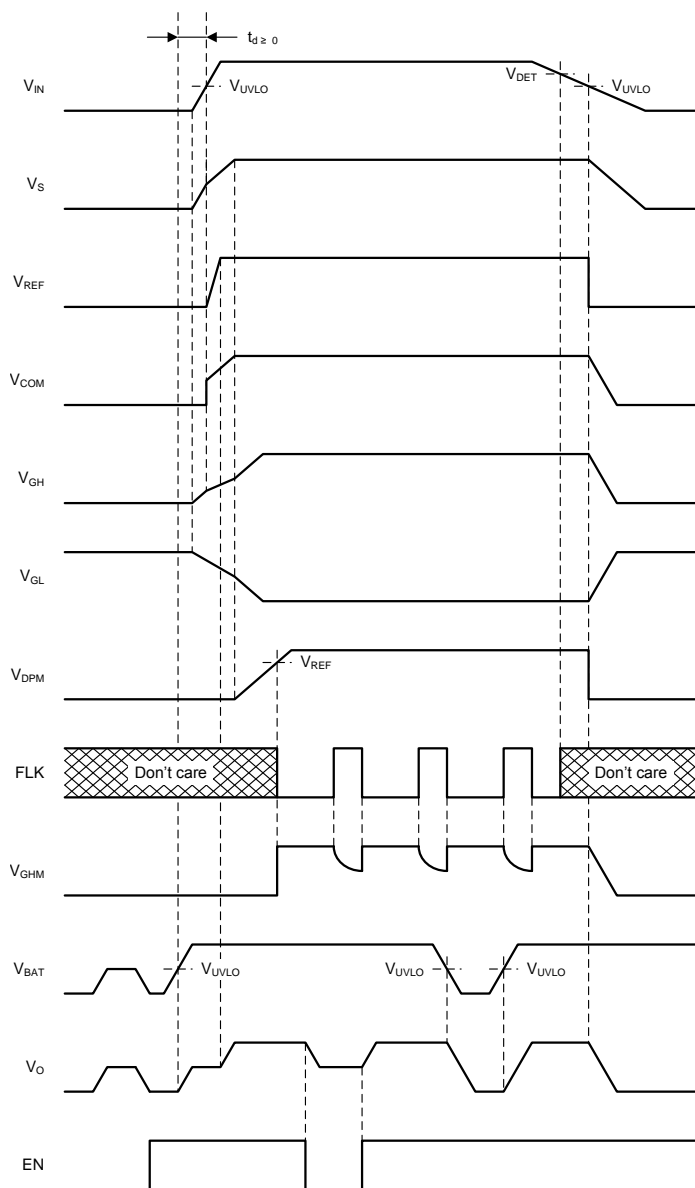 t_d ≥ 0
V_IN V_UVLO V_DET V_UVLO
V_S
V_REF
V_COM
V_GH
V_GL
V_DPM V_REF
FLK Don't care Don't care
V_GHM
V_BAT V_UVLO V_UVLO V_UVLO
V_O
EN